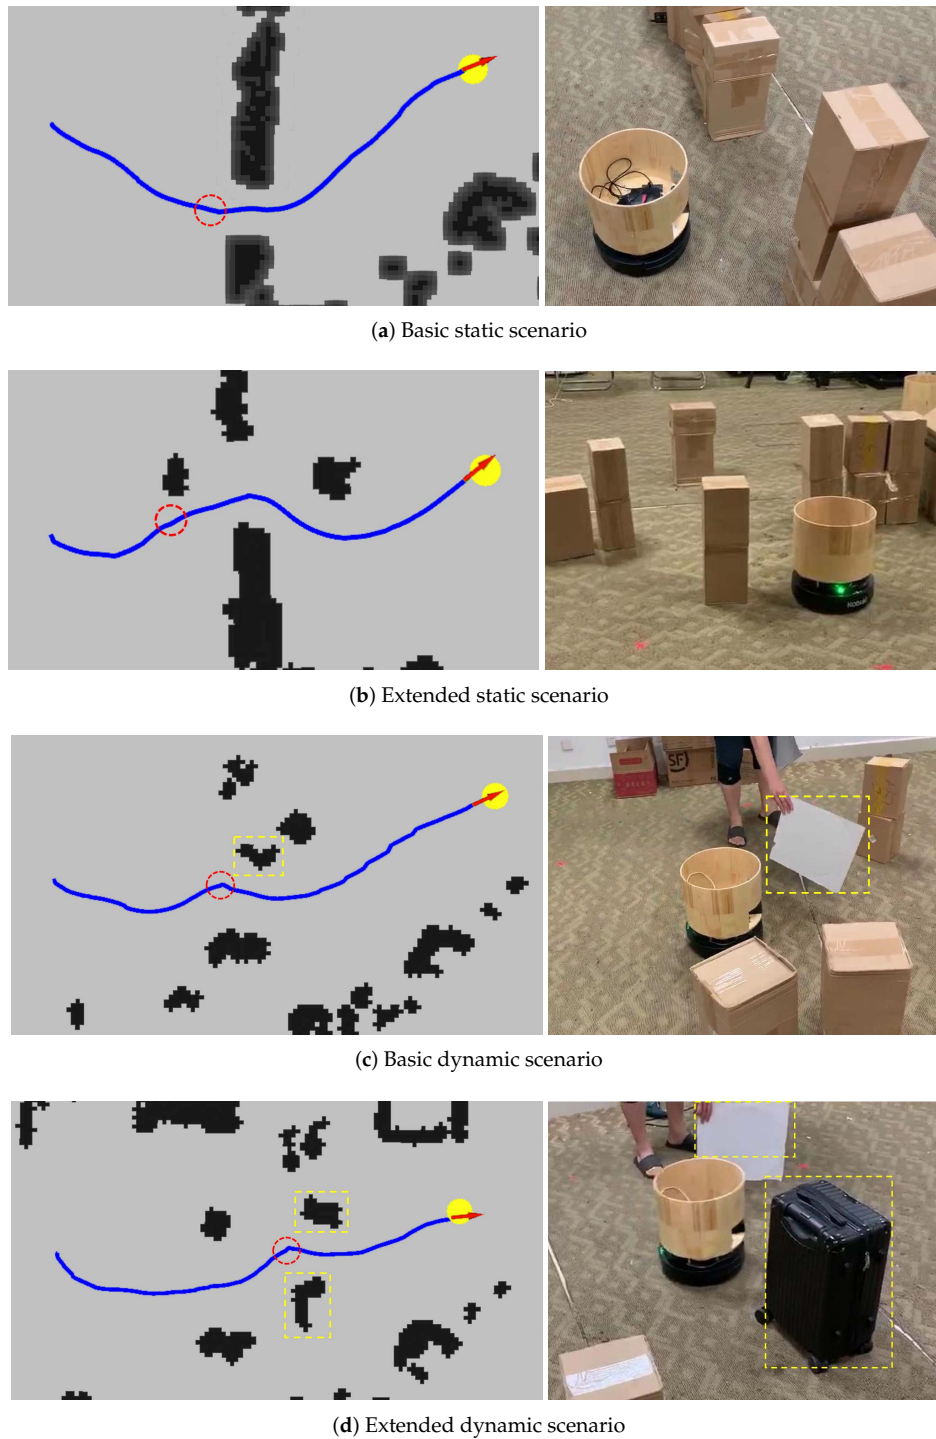 (a) Basic static scenario
(b) Extended static scenario
SF
(c) Basic dynamic scenario
(d) Extended dynamic scenario